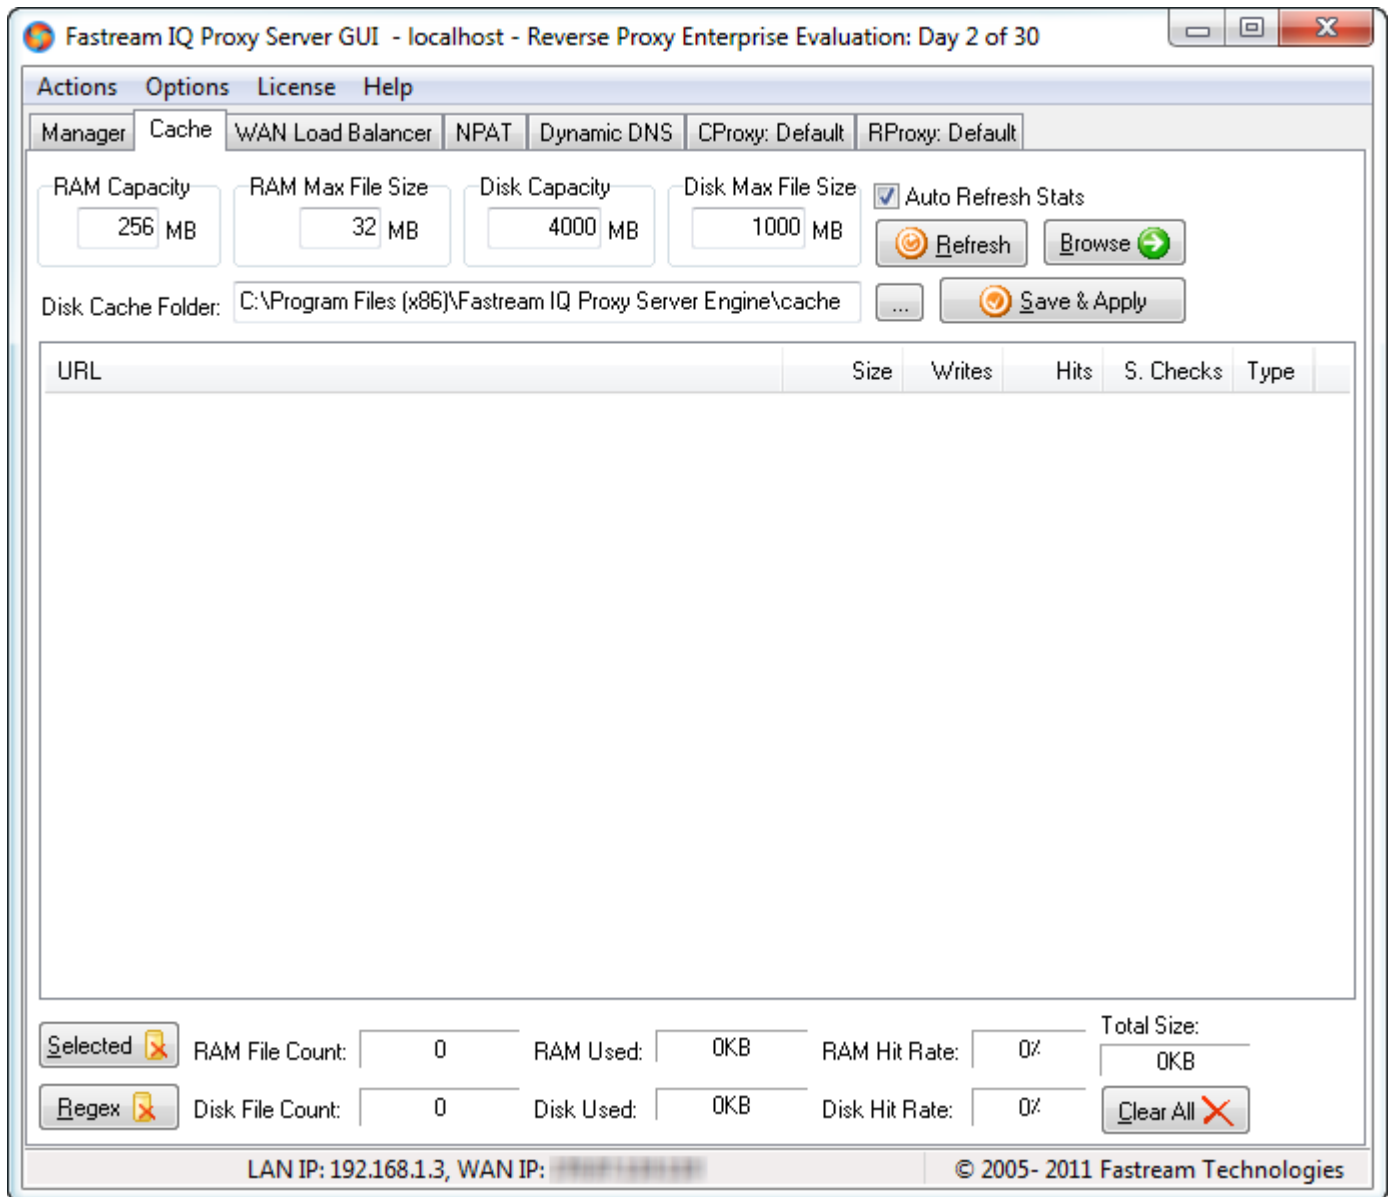 Fastream IQ Proxy Server GUI - localhost - Reverse Proxy Enterprise Evaluation: Day 2 of 30
Actions Options License Help
Manager Cache WAN Load Balancer NPAT Dynamic DNS CProxy: Default RProxy: Default
RAM Capacity RAM Max File Size Disk Capacity Disk Max File Size Auto Refresh Stats
256 MB 32 MB 4000 MB 1000 MB Refresh Browse
Disk Cache Folder: C:\Program Files (x86)\Fastream IQ Proxy Server Engine\cache ... Save & Apply
URL Size Writes Hits S. Checks Type
Total Size:
Selected RAM File Count: 0 RAM Used: 0KB RAM Hit Rate: 0% 0KB
Regex Disk File Count: 0 Disk Used: 0KB Disk Hit Rate: 0% Clear All
LAN IP: 192.168.1.3, WAN IP: © 2005- 2011 Fastream Technologies